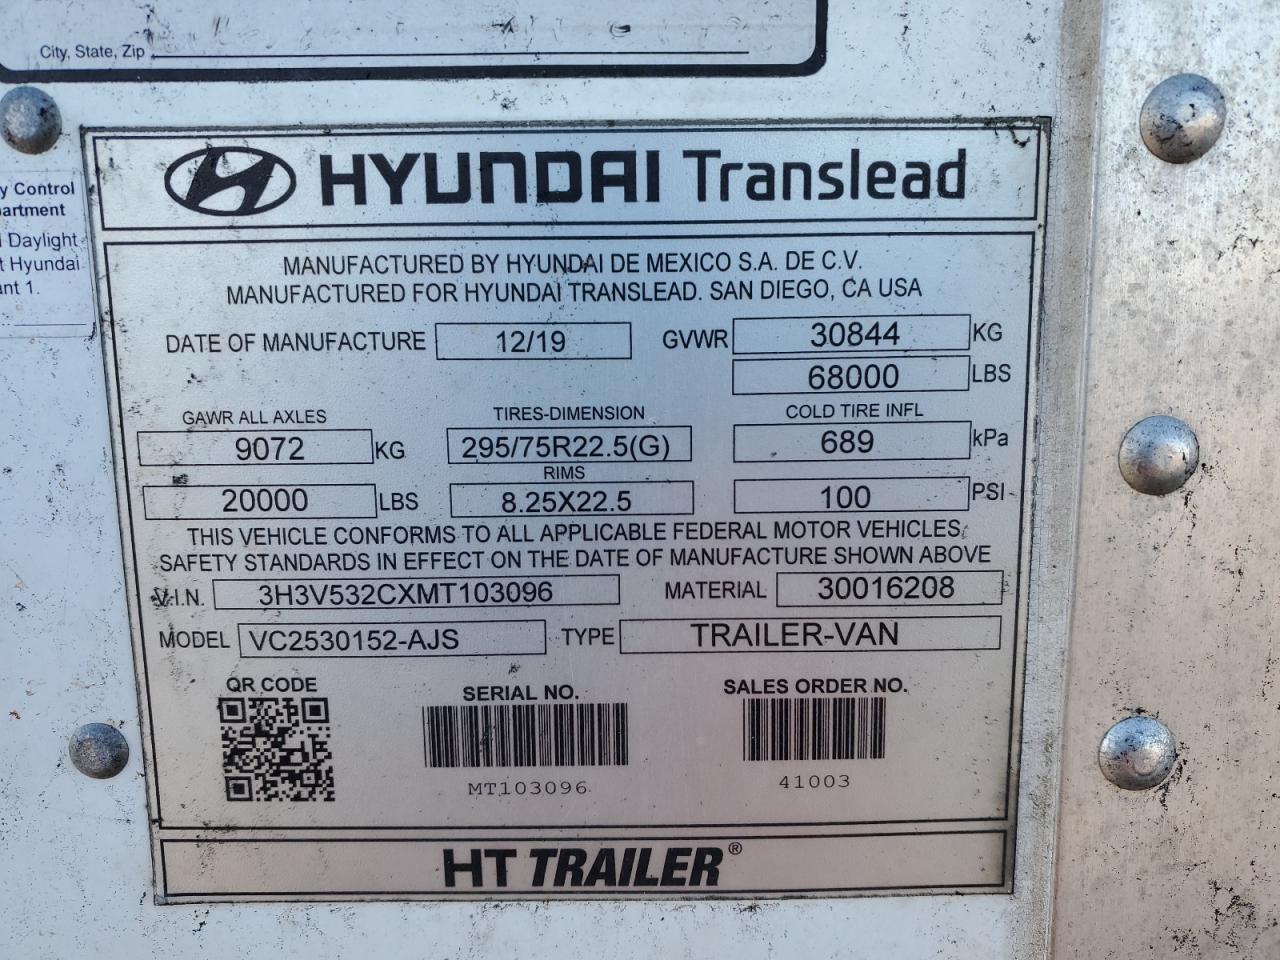 City, State, Zip
y Control
partment
Daylight
t Hyundai
ant 1.
HYUNDAI Translead
MANUFACTURED BY HYUNDAI DE MEXICO S.A. DE C.V.
MANUFACTURED FOR HYUNDAI TRANSLEAD. SAN DIEGO, CA USA
DATE OF MANUFACTURE 12/19 GVWR 30844 KG
68000 LBS
GAWR ALL AXLES TIRES-DIMENSION COLD TIRE INFL
9072 KG 295/75R22.5(G) 689 kPa
RIMS
20000 LBS 8.25X22.5 100 PSI
THIS VEHICLE CONFORMS TO ALL APPLICABLE FEDERAL MOTOR VEHICLES
SAFETY STANDARDS IN EFFECT ON THE DATE OF MANUFACTURE SHOWN ABOVE
V.I.N. 3H3V532CXMT103096 MATERIAL 30016208
MODEL VC2530152-AJS TYPE TRAILER-VAN
QR CODE SERIAL NO. SALES ORDER NO.
MT103096 41003
HT TRAILER®